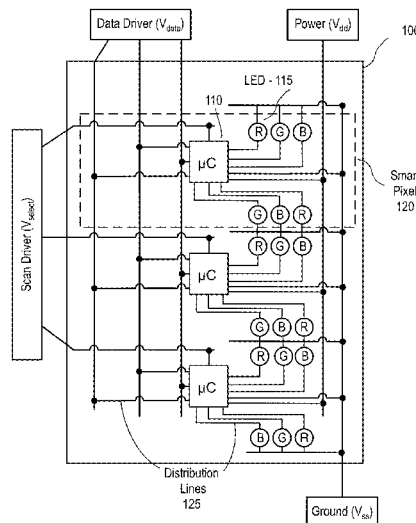 Data Driver (Vdata)
Power (Vdd)
100
LED - 115
110
R G B
µC
Smart
Pixel
120
G B R
R G B
Scan Driver (Vselect)
µC
G B R
R G B
µC
B G R
Distribution
Lines
125
Ground (Vss)